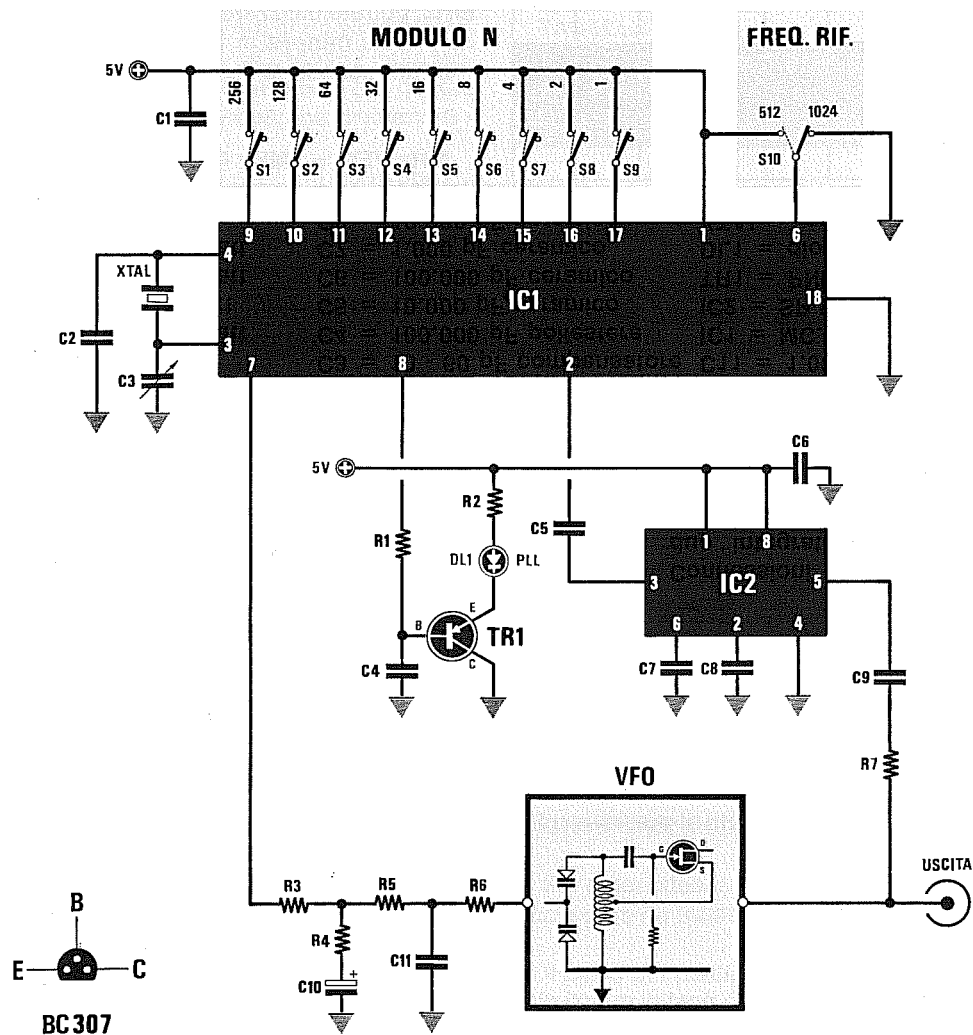 MODULO N
FREQ. RIF.
5V
256
128
64
32
16
8
4
2
1
512
1024
C1
S1
S2
S3
S4
S5
S6
S7
S8
S9
S10
9
10
11
12
13
14
15
16
17
1
6
4
XTAL
IC1
18
C2
3
C3
7
8
2
5V
C6
R2
C5
R1
1
8
DL1
PLL
3
IC2
5
E
B
TR1
C
6
2
4
C4
C7
C8
C9
R7
VFO
G
D
S
USCITA
R3
R5
R6
R4
B
E
C
C10
+
C11
BC 307